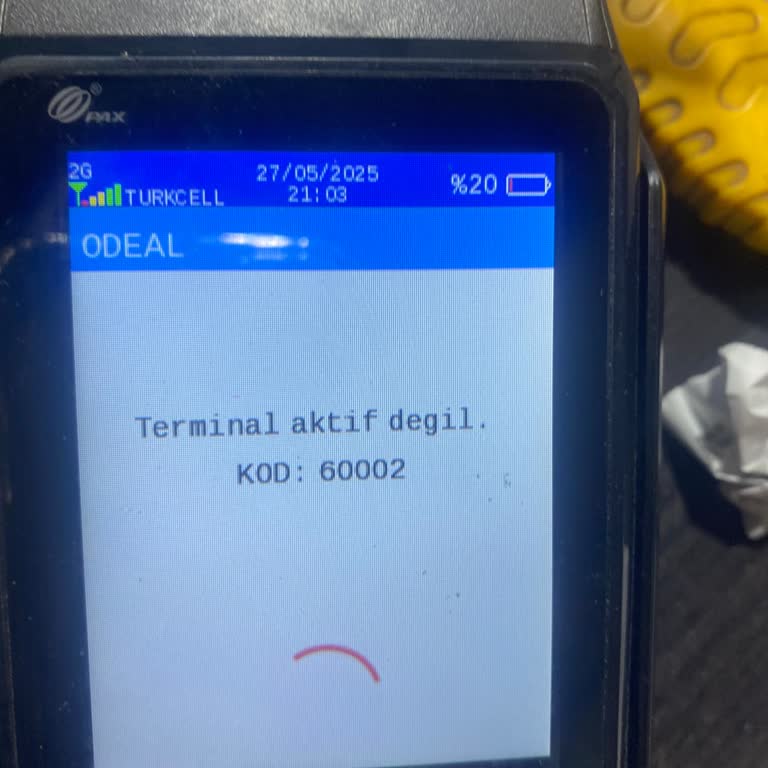 PAX
2G
27/05/2025
%20
TURKCELL
21:03
ODEAL
Terminal aktif degil.
KOD: 60002